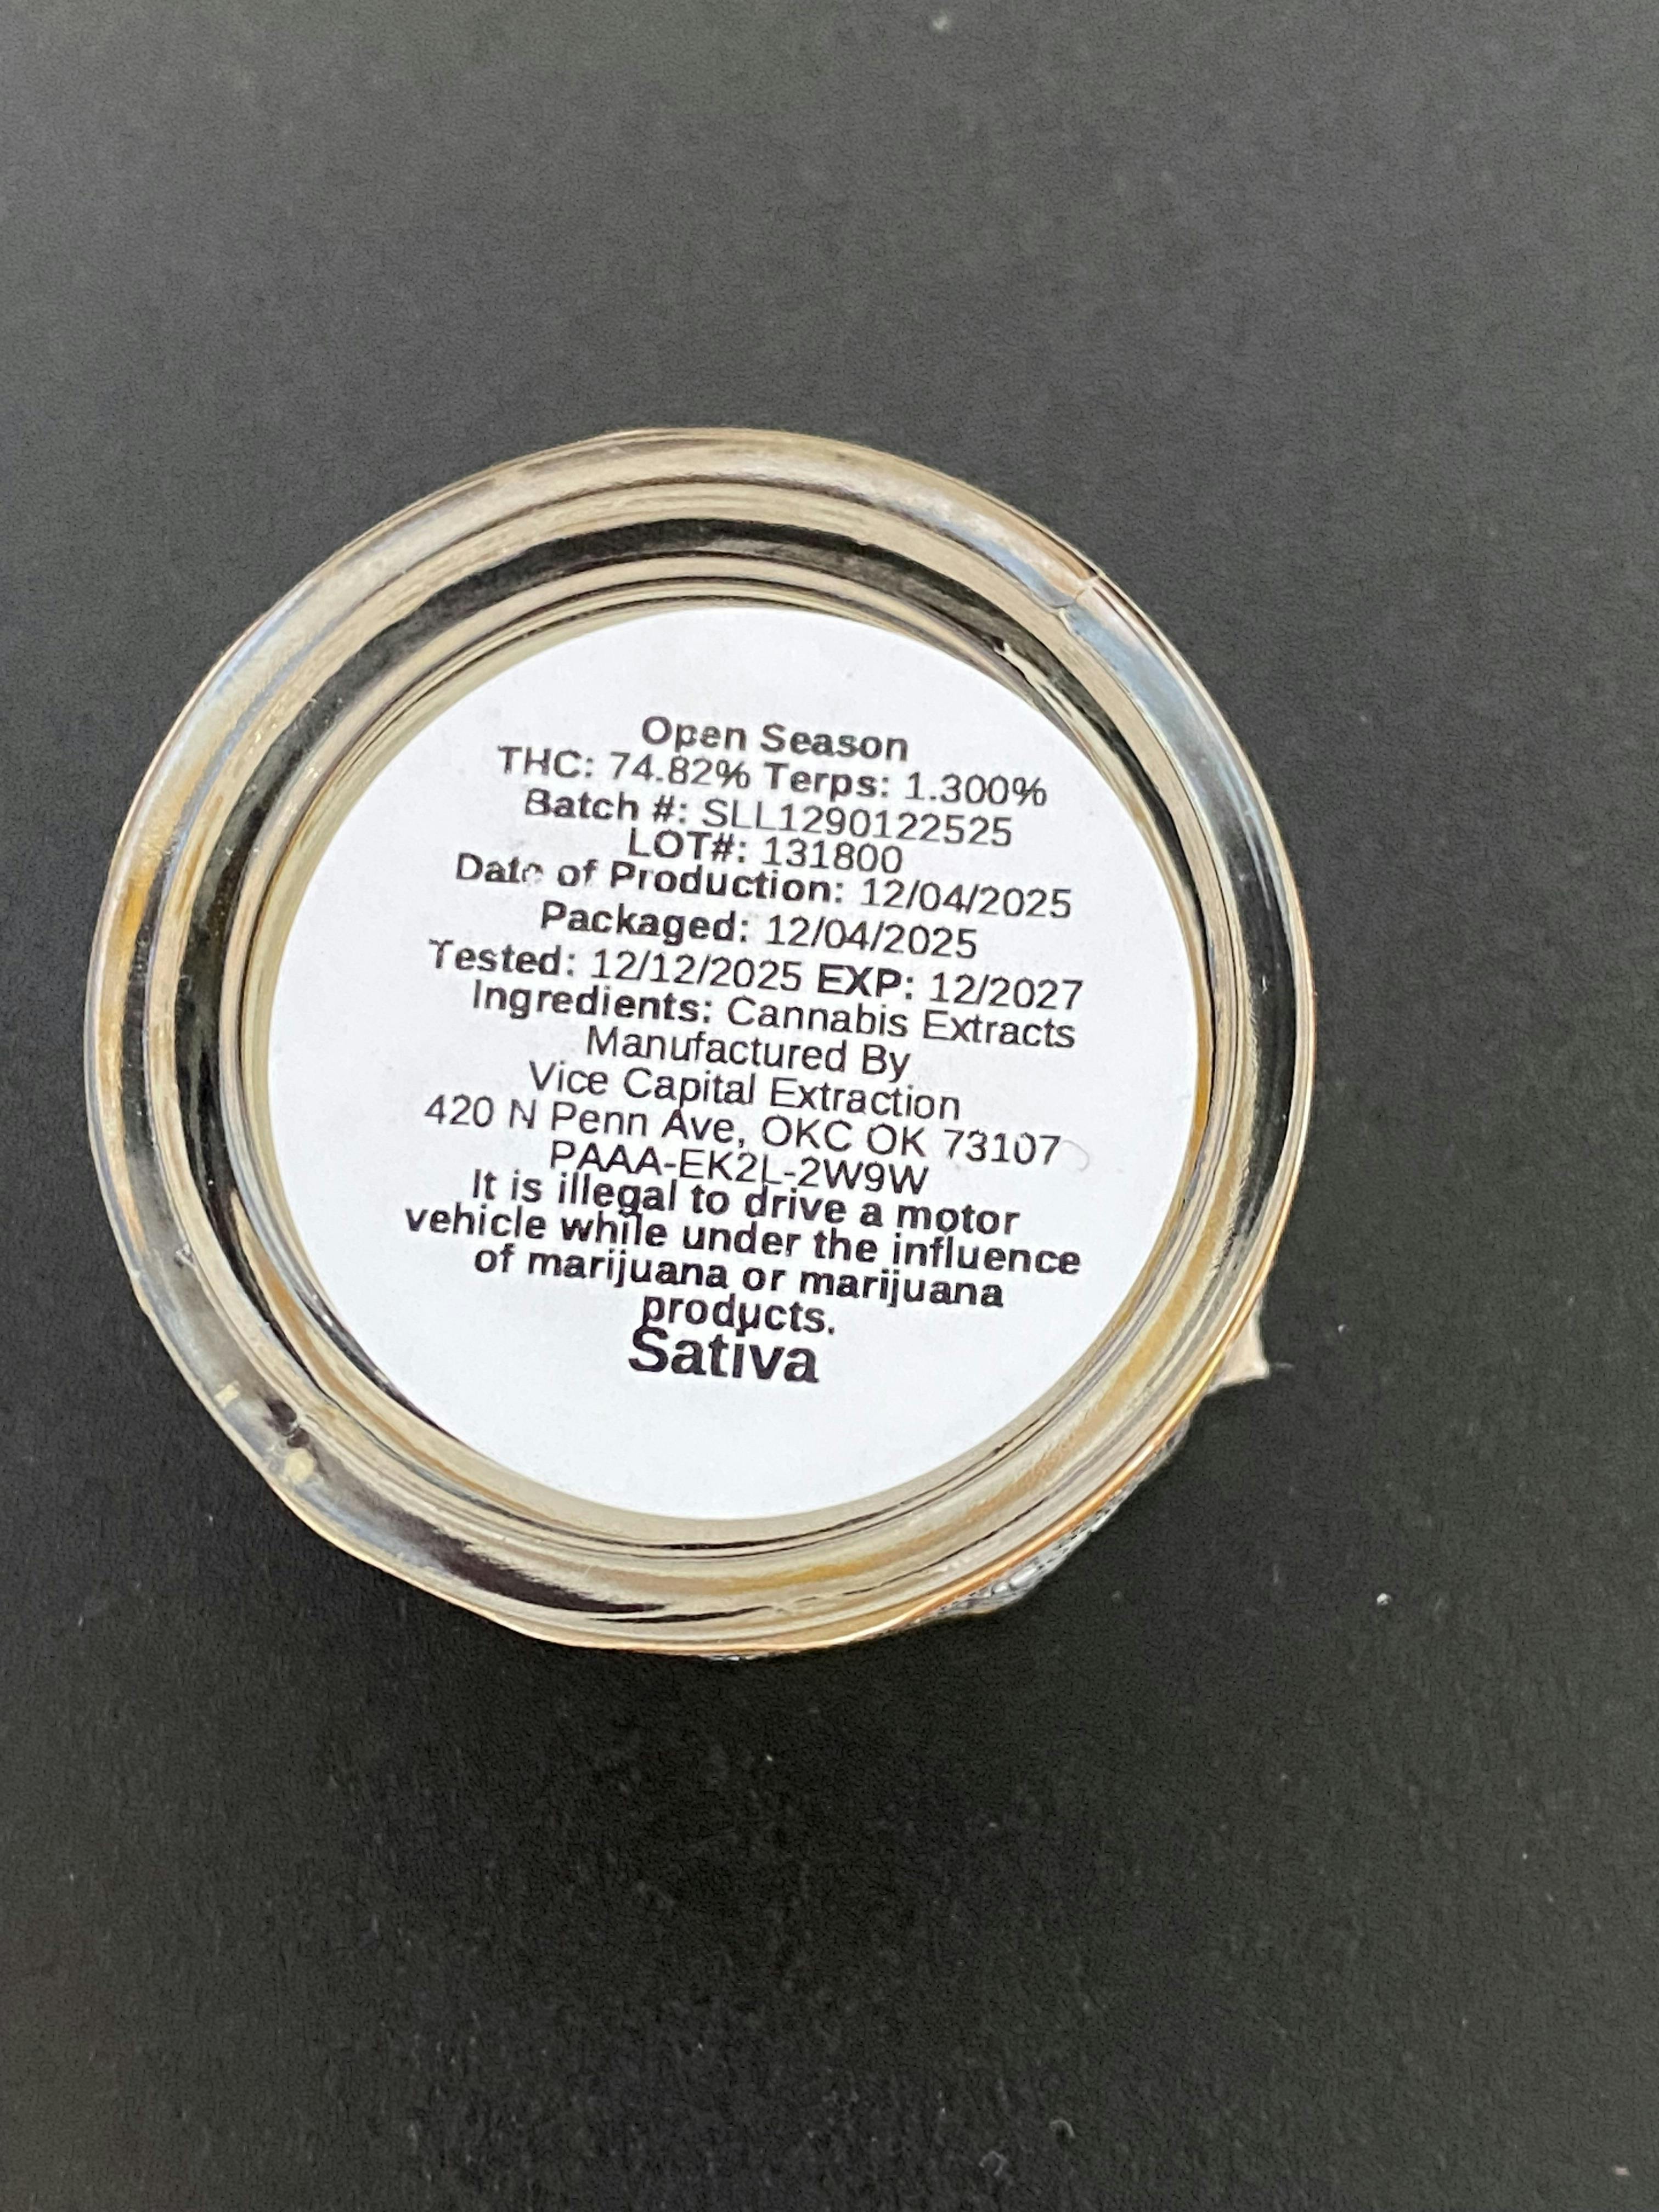 Open Season
THC: 74.82% Terps: 1.300%
Batch #: SLL1290122525
LOT#: 131800
Date of Production: 12/04/2025
Packaged: 12/04/2025
Tested: 12/12/2025 EXP: 12/2027
Ingredients: Cannabis Extracts
Manufactured By
Vice Capital Extraction
420 N Penn Ave, OKC OK 73107
PAAA-EK2L-2W9W
It is illegal to drive a motor
vehicle while under the influence
of marijuana or marijuana
products.
Sativa